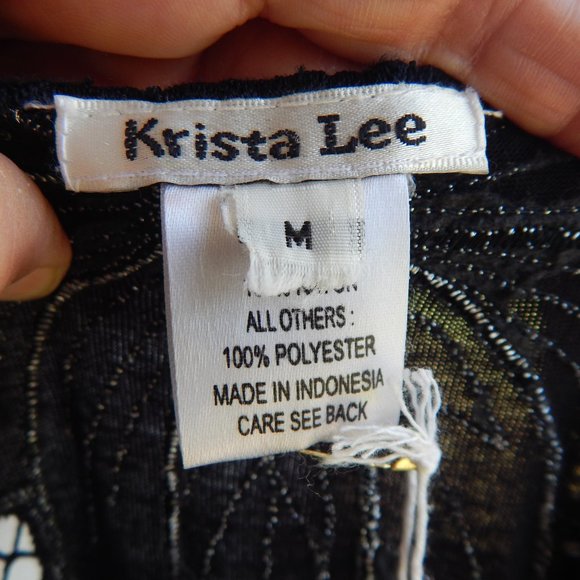 Krista Lee
M
ALL OTHERS :
100% POLYESTER
MADE IN INDONESIA
CARE SEE BACK